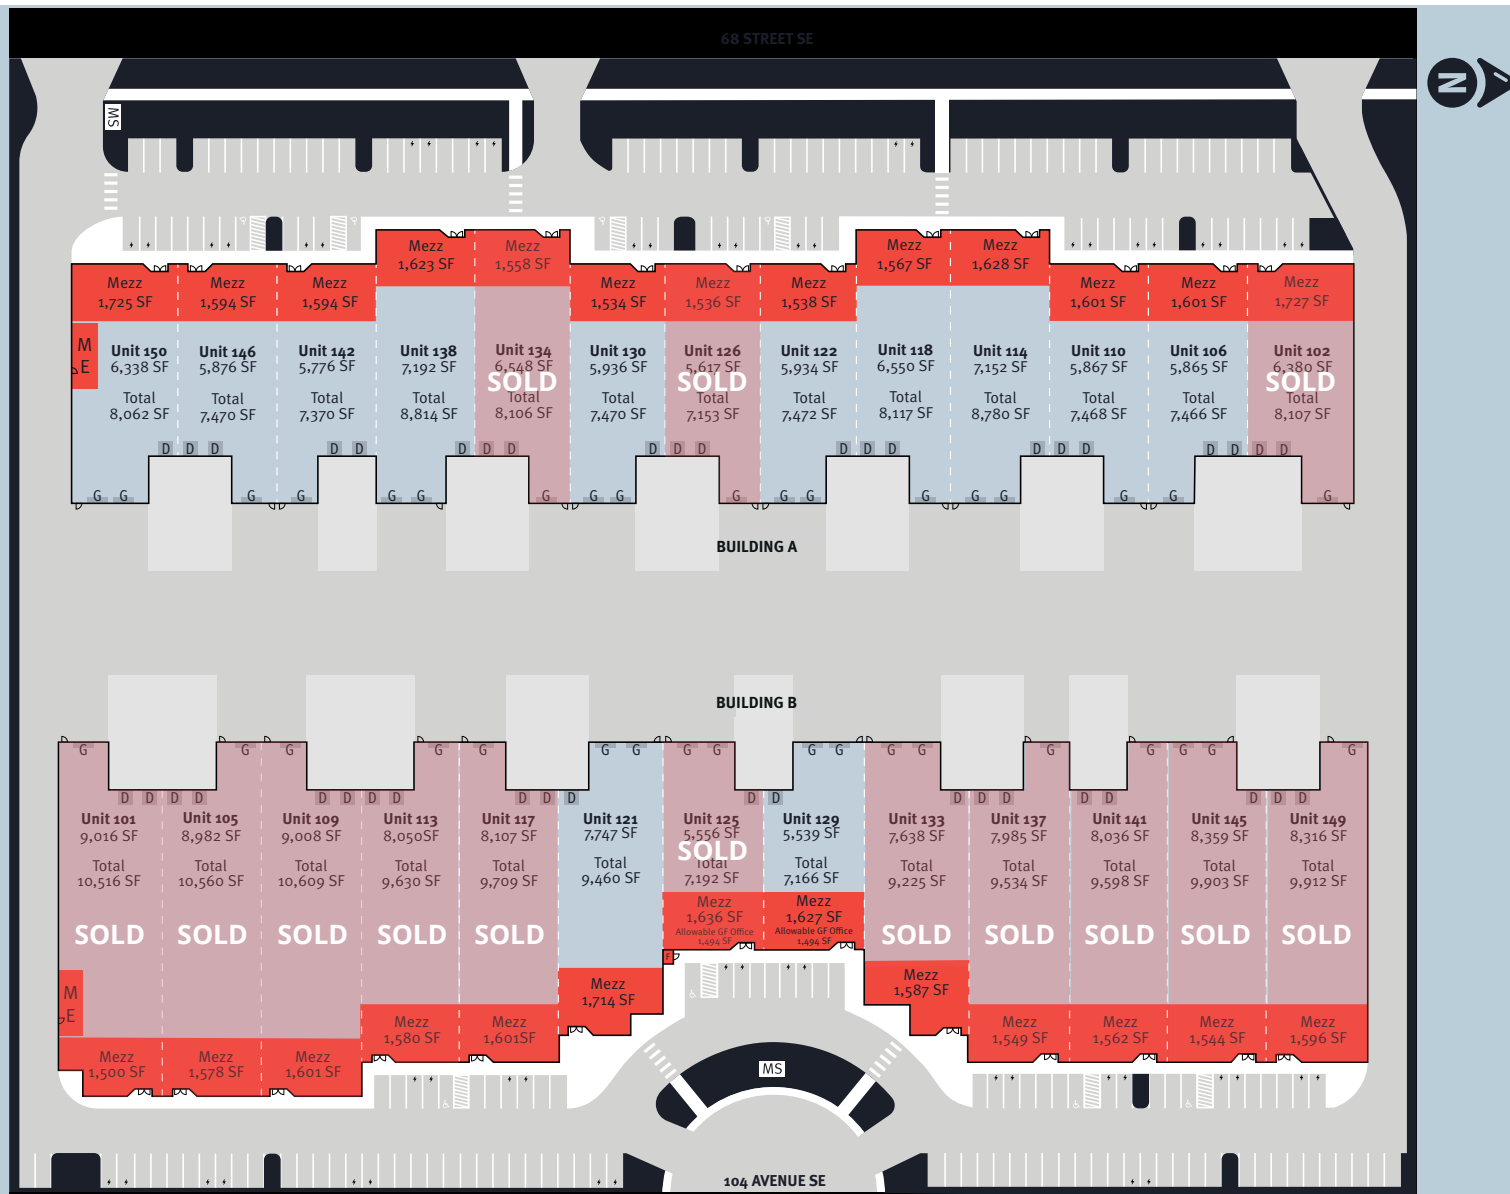 68 STREET SE
N
MS
Mezz
1,725 SF
Mezz
1,594 SF
Mezz
1,594 SF
Mezz
1,623 SF
Mezz
1,558 SF
Mezz
1,534 SF
Mezz
1,536 SF
Mezz
1,538 SF
Mezz
1,567 SF
Mezz
1,628 SF
Mezz
1,601 SF
Mezz
1,601 SF
Mezz
1,727 SF
M
E
Unit 150
6,338 SF
Total
8,062 SF
Unit 146
5,876 SF
Total
7,470 SF
Unit 142
5,776 SF
Total
7,370 SF
Unit 138
7,192 SF
Total
8,814 SF
Unit 134
6,548 SF
SOLD
Total
8,106 SF
Unit 130
5,936 SF
Total
7,470 SF
Unit 126
5,617 SF
SOLD
Total
7,153 SF
Unit 122
5,934 SF
Total
7,472 SF
Unit 118
6,550 SF
Total
8,117 SF
Unit 114
7,152 SF
Total
8,780 SF
Unit 110
5,867 SF
Total
7,468 SF
Unit 106
5,865 SF
Total
7,466 SF
Unit 102
6,380 SF
SOLD
Total
8,107 SF
D D D D D D D D D D D D D D D D D D D D D D
G G G G G G G G G G G G G G G G G G
BUILDING A
BUILDING B
G G G G G G G G G G G G G G G G G G G
D D D D D D D D D D D D D D D D D D D D D
Unit 101
9,016 SF
Total
10,516 SF
SOLD
Unit 105
8,982 SF
Total
10,560 SF
SOLD
Unit 109
9,008 SF
Total
10,609 SF
SOLD
Unit 113
8,050SF
Total
9,630 SF
SOLD
Unit 117
8,107 SF
Total
9,709 SF
SOLD
Unit 121
7,747 SF
Total
9,460 SF
Unit 125
5,556 SF
SOLD
Total
7,192 SF
Unit 129
5,539 SF
Total
7,166 SF
Unit 133
7,638 SF
Total
9,225 SF
SOLD
Unit 137
7,985 SF
Total
9,534 SF
SOLD
Unit 141
8,036 SF
Total
9,598 SF
SOLD
Unit 145
8,359 SF
Total
9,903 SF
SOLD
Unit 149
8,316 SF
Total
9,912 SF
SOLD
M
E
Mezz
1,500 SF
Mezz
1,578 SF
Mezz
1,601 SF
Mezz
1,580 SF
Mezz
1,601SF
Mezz
1,714 SF
Mezz
1,636 SF
Allowable GF Office
1,494 SF
F
Mezz
1,627 SF
Allowable GF Office
1,494 SF
Mezz
1,587 SF
Mezz
1,549 SF
Mezz
1,562 SF
Mezz
1,544 SF
Mezz
1,596 SF
MS
104 AVENUE SE